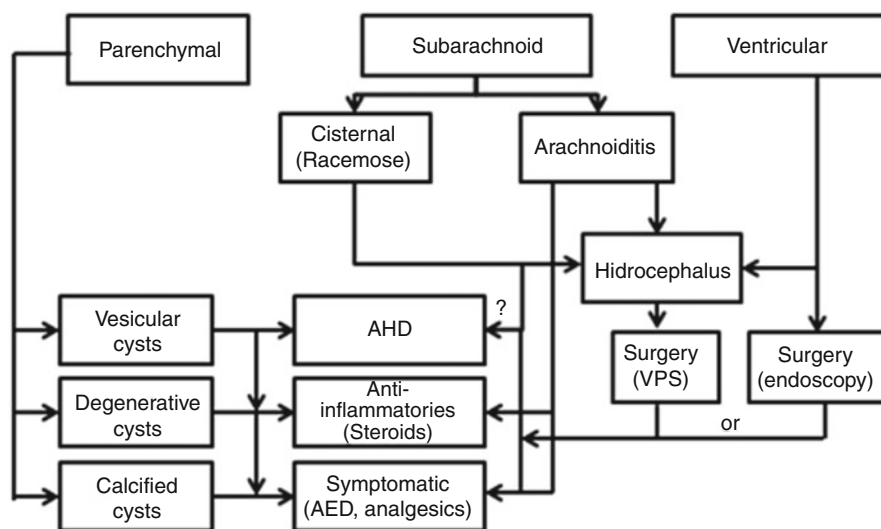 Parenchymal
Subarachnoid
Ventricular
Cisternal
(Racemose)
Arachnoiditis
Hidrocephalus
?
Vesicular
cysts
AHD
Surgery
(VPS)
Surgery
(endoscopy)
Degenerative
cysts
Anti-
inflammatories
(Steroids)
or
Calcified
cysts
Symptomatic
(AED, analgesics)